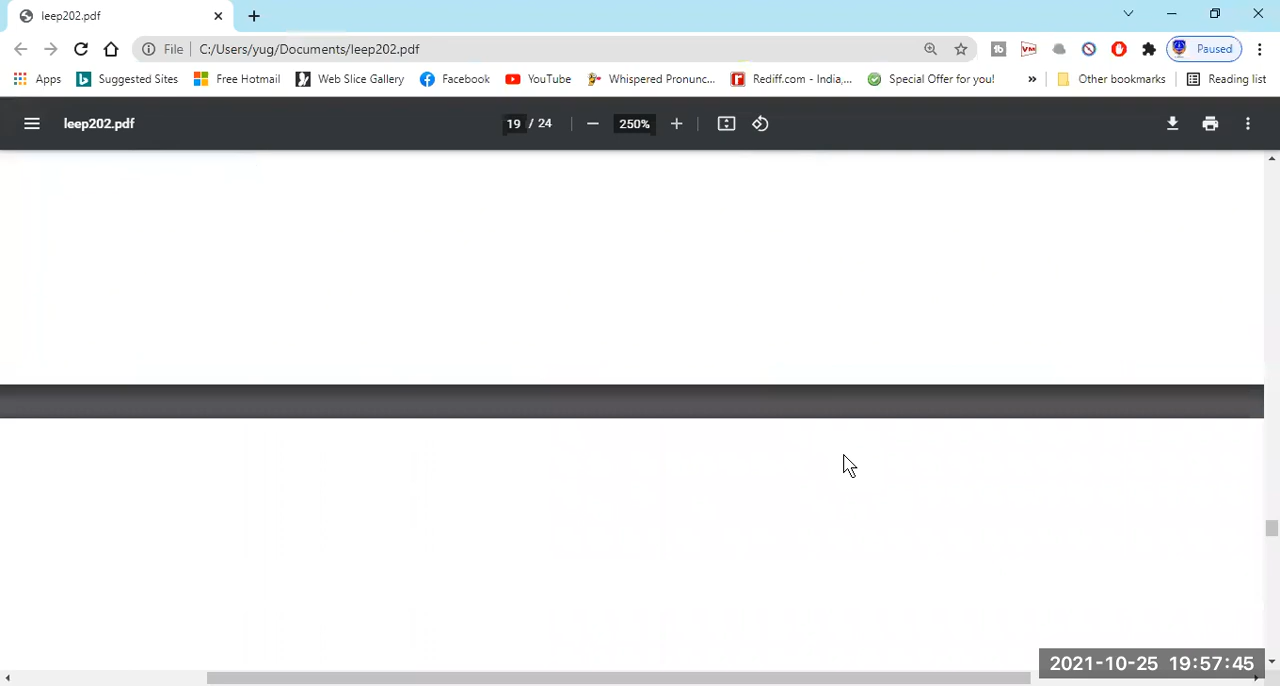 leep202.pdf
File C:/Users/yug/Documents/leep202.pdf Paused
Apps Suggested Sites Free Hotmail Web Slice Gallery Facebook YouTube Whispered Pronunc... Rediff.com - India,... Special Offer for you! » Other bookmarks Reading list
leep202.pdf 19 / 24 250%
2021-10-25 19:57:45